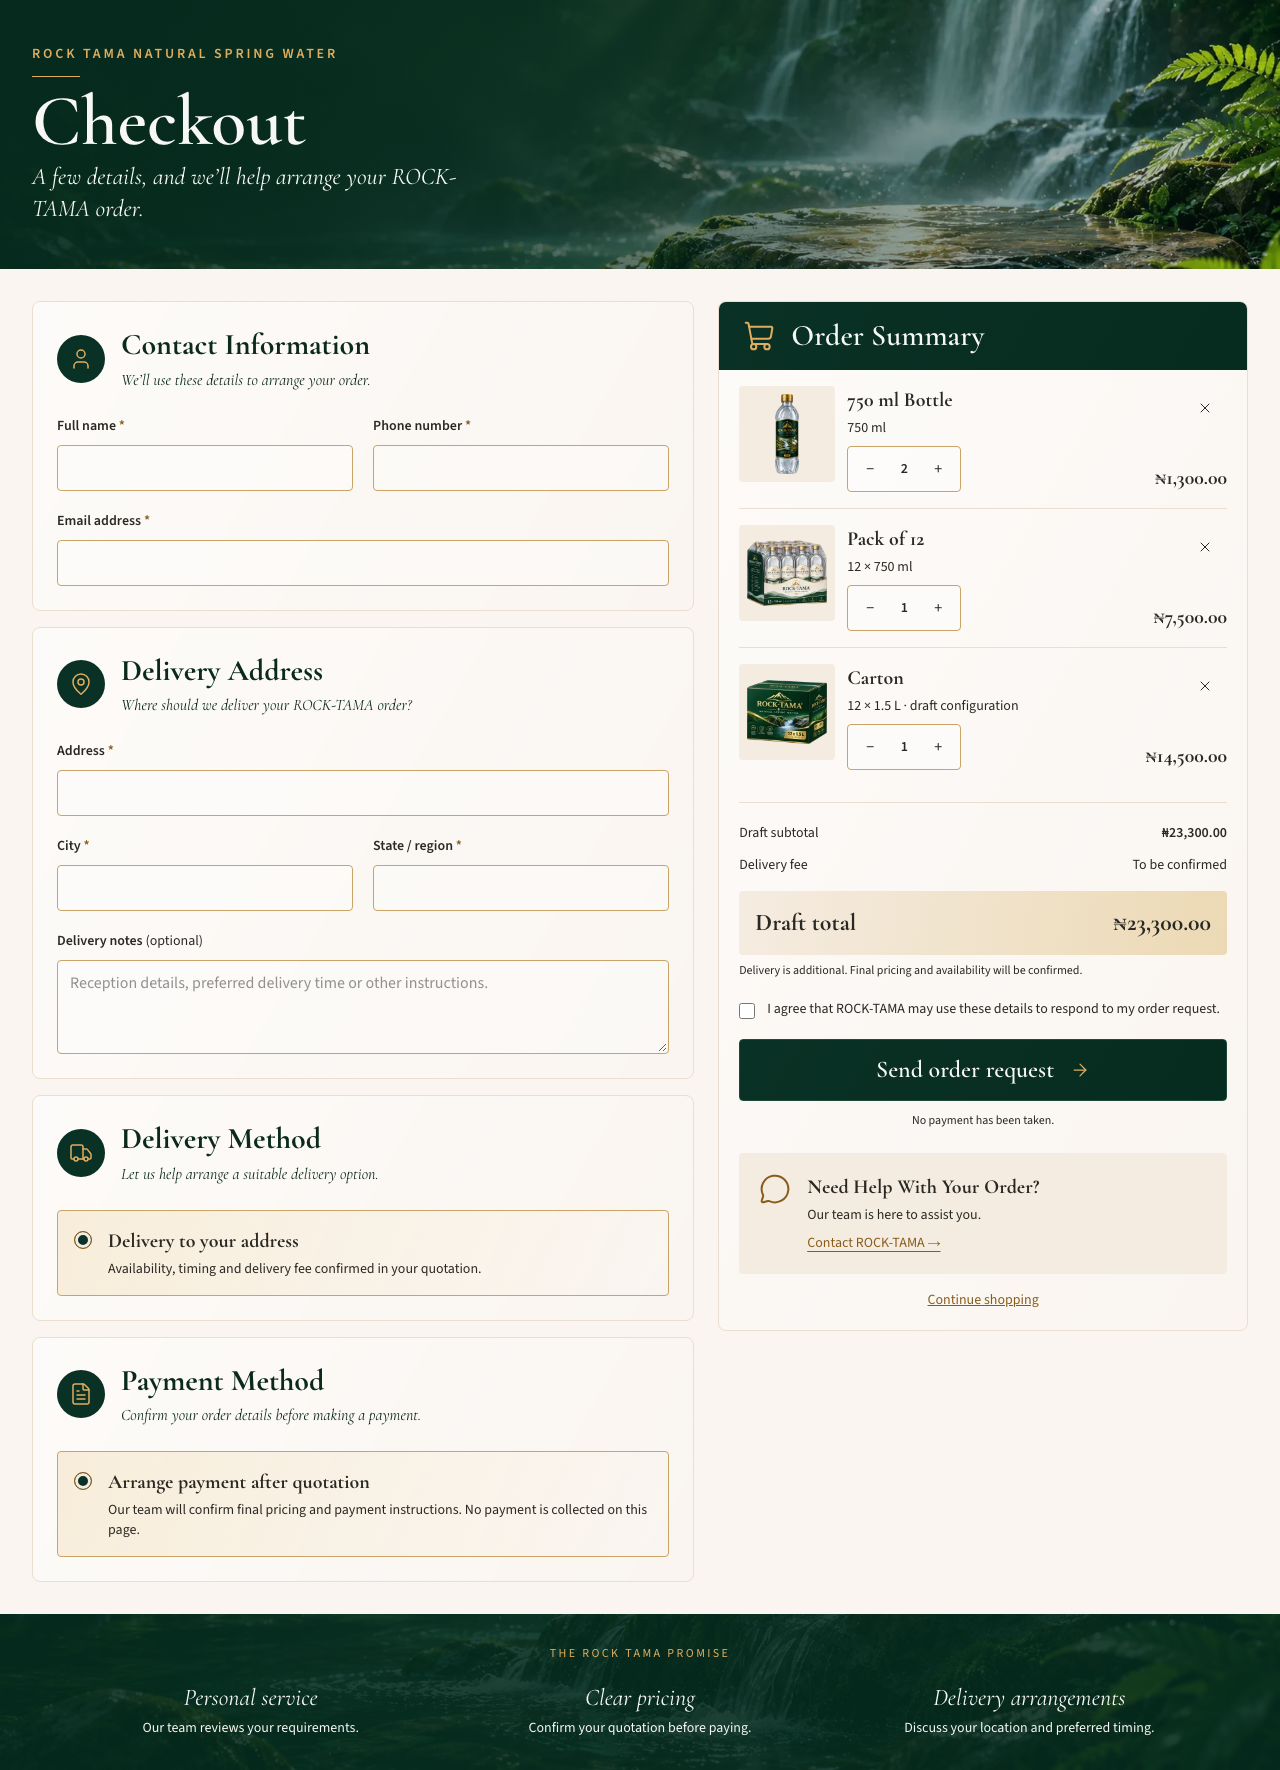 ROCK TAMA NATURAL SPRING WATER
Checkout
A few details, and we’ll help arrange your ROCK-
TAMA order.
Contact Information
We’ll use these details to arrange your order.
Full name *
Phone number *
Email address *
Delivery Address
Where should we deliver your ROCK-TAMA order?
Address *
City *
State / region *
Delivery notes (optional)
Reception details, preferred delivery time or other instructions.
Delivery Method
Let us help arrange a suitable delivery option.
Delivery to your address
Availability, timing and delivery fee confirmed in your quotation.
Payment Method
Confirm your order details before making a payment.
Arrange payment after quotation
Our team will confirm final pricing and payment instructions. No payment is collected on this
page.
Order Summary
750 ml Bottle
750 ml
− 2 +
₦1,300.00
Pack of 12
12 × 750 ml
− 1 +
₦7,500.00
ROCK-TAMA
Carton
12 × 1.5 L · draft configuration
− 1 +
₦14,500.00
ROCK-TAMA
Draft subtotal
₦23,300.00
Delivery fee
To be confirmed
Draft total
₦23,300.00
Delivery is additional. Final pricing and availability will be confirmed.
I agree that ROCK-TAMA may use these details to respond to my order request.
Send order request →
No payment has been taken.
Need Help With Your Order?
Our team is here to assist you.
Contact ROCK-TAMA →
Continue shopping
THE ROCK TAMA PROMISE
Personal service
Our team reviews your requirements.
Clear pricing
Confirm your quotation before paying.
Delivery arrangements
Discuss your location and preferred timing.